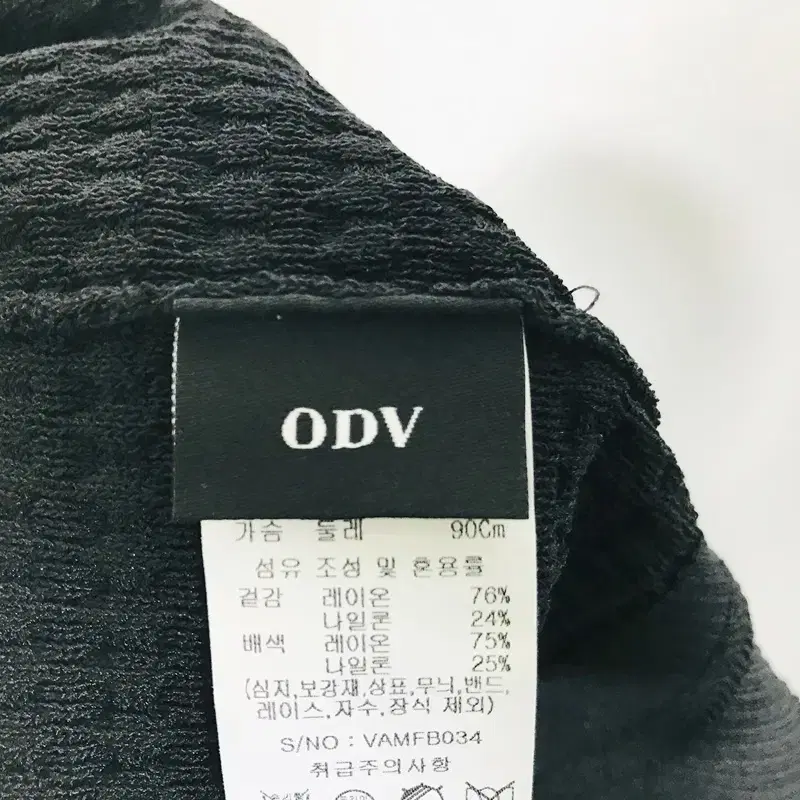 ODV
가슴 둘레 90Cm
섬유 조성 및 혼용률
겉감 레이온 76%
나일론 24%
배색 레이온 75%
나일론 25%
(심지,보강재,상표,무늬,밴드,
레이스,자수,장식 제외)
S/NO : VAMFB034
취급주의사항